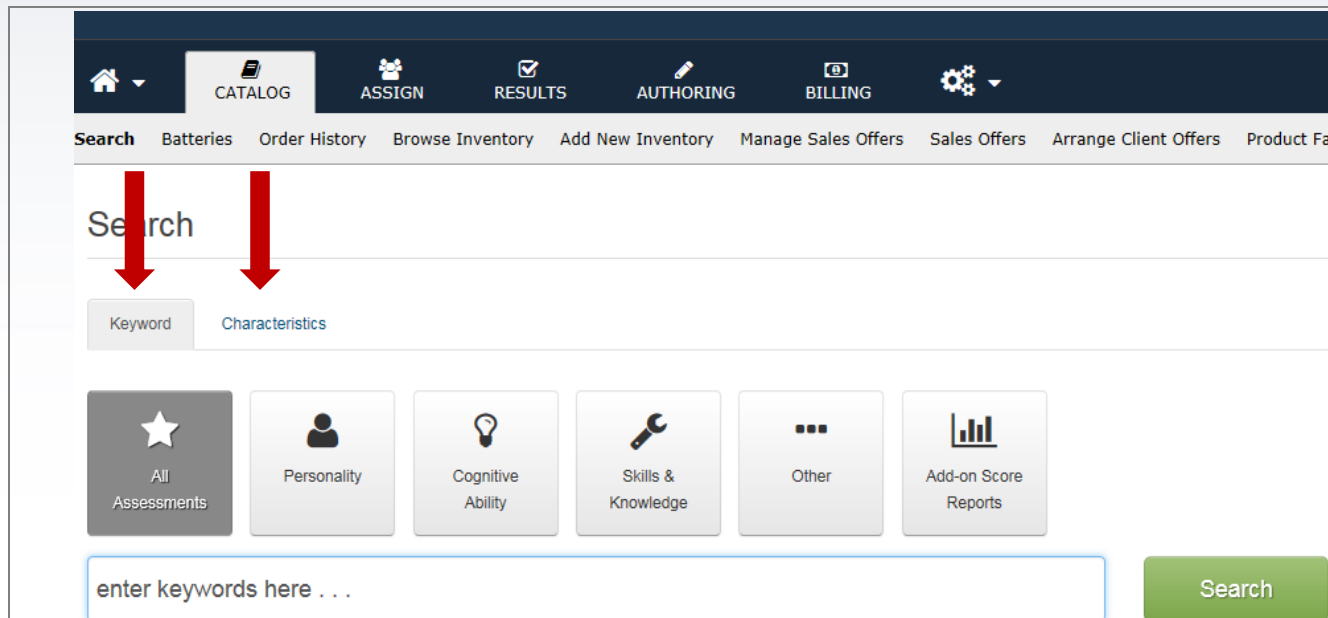 CATALOG ASSIGN RESULTS AUTHORING BILLING
Search Batteries Order History Browse Inventory Add New Inventory Manage Sales Offers Sales Offers Arrange Client Offers Product Fa
Search
Keyword Characteristics
All
Assessments
Personality
Cognitive
Ability
Skills &
Knowledge
Other
Add-on Score
Reports
enter keywords here . . .
Search